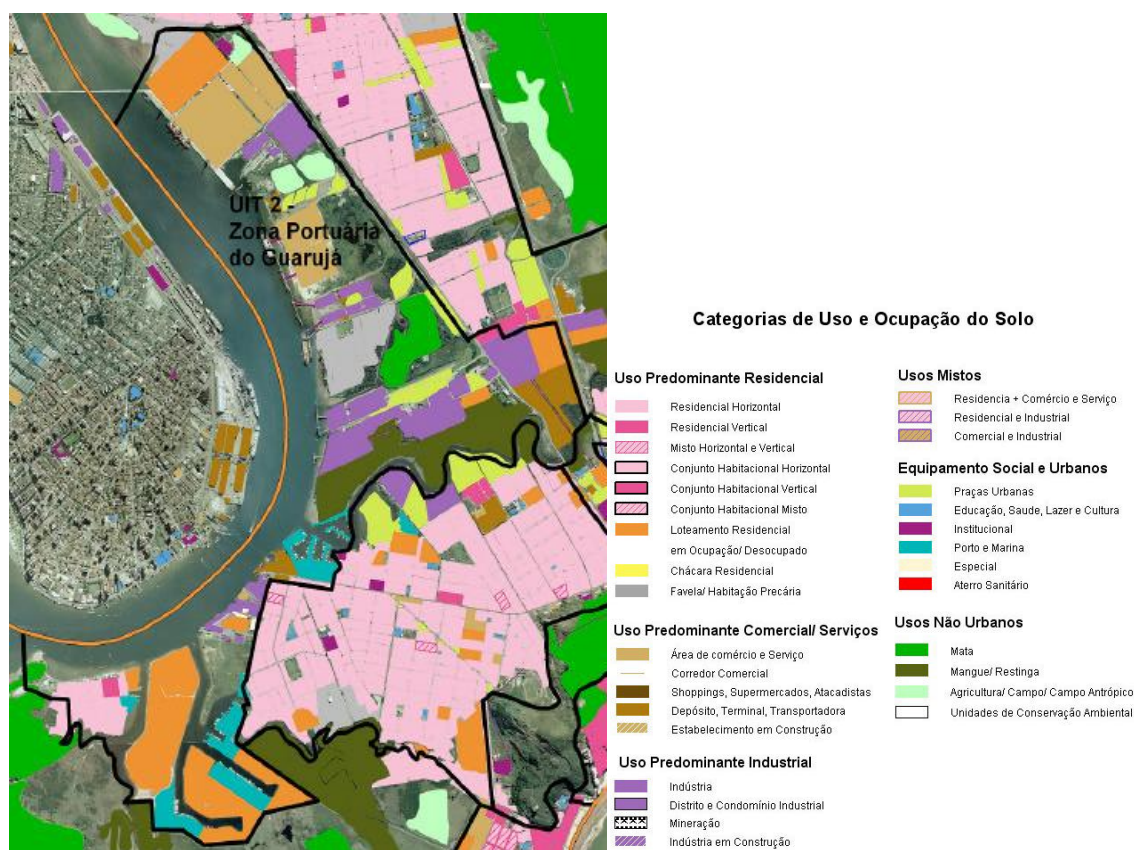 UIT 2 -
Zona Portuária
do Guarujá
Categorias de Uso e Ocupação do Solo
Uso Predominante Residencial
Residencial Horizontal
Residencial Vertical
Misto Horizontal e Vertical
Conjunto Habitacional Horizontal
Conjunto Habitacional Vertical
Conjunto Habitacional Misto
Loteamento Residencial
em Ocupação/ Desocupado
Chácara Residencial
Favela/ Habitação Precária
Uso Predominante Comercial/ Serviços
Área de comércio e Serviço
Corredor Comercial
Shoppings, Supermercados, Atacadistas
Depósito, Terminal, Transportadora
Estabelecimento em Construção
Uso Predominante Industrial
Indústria
Distrito e Condomínio Industrial
Mineração
Indústria em Construção
Usos Mistos
Residencia + Comércio e Serviço
Residencial e Industrial
Comercial e Industrial
Equipamento Social e Urbanos
Praças Urbanas
Educação, Saude, Lazer e Cultura
Institucional
Porto e Marina
Especial
Aterro Sanitário
Usos Não Urbanos
Mata
Mangue/ Restinga
Agricultura/ Campo/ Campo Antrópico
Unidades de Conservação Ambiental